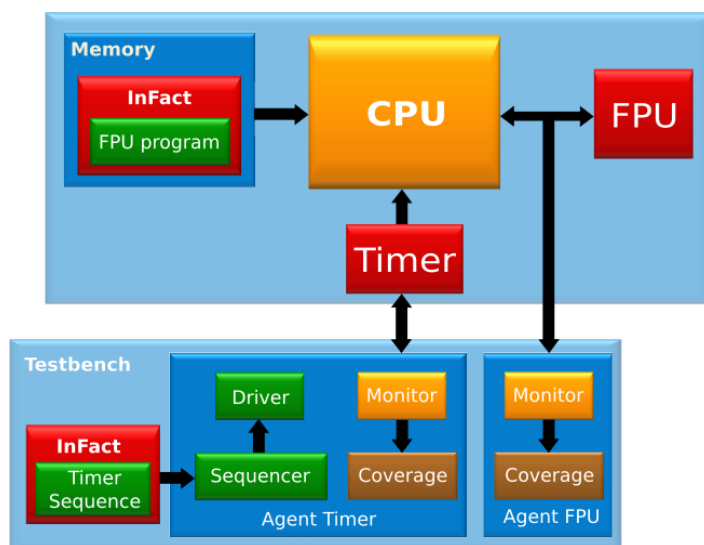 Memory
InFact
FPU program
CPU
FPU
Timer
Testbench
InFact
Timer
Sequence
Driver
Sequencer
Monitor
Coverage
Agent Timer
Monitor
Coverage
Agent FPU